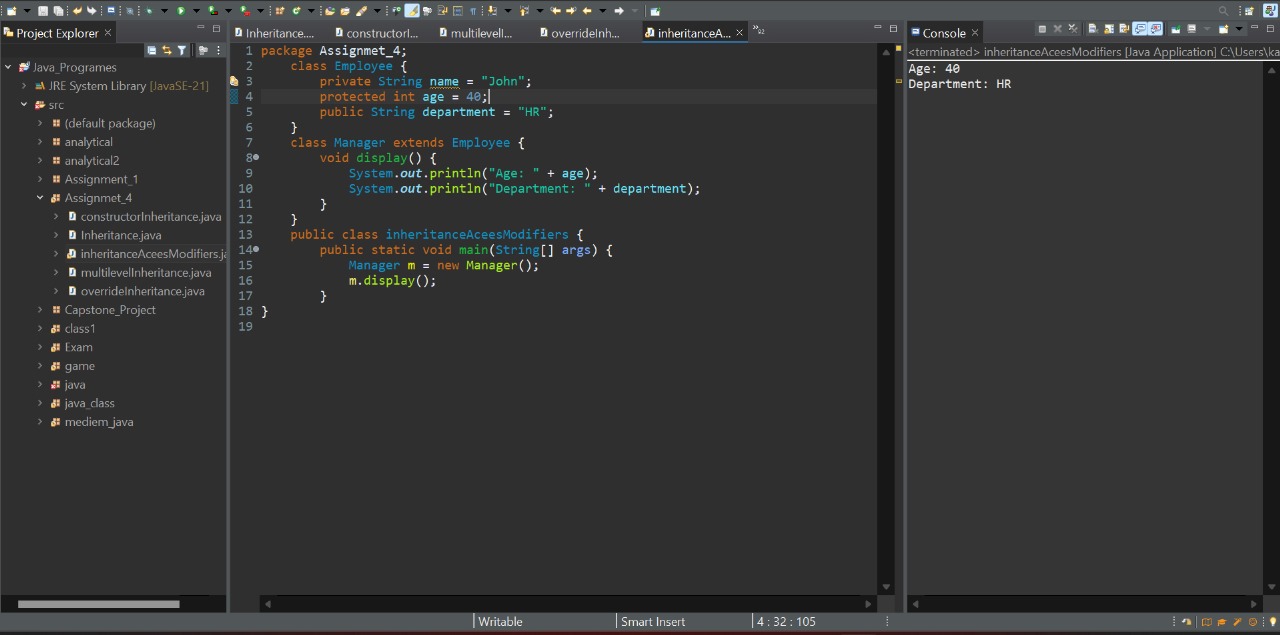 Project Explorer
Java_Programes
JRE System Library [JavaSE-21]
src
(default package)
analytical
analytical2
Assignment_1
Assignmet_4
constructorInheritance.java
Inheritance.java
inheritanceAceesModifiers.ja
multilevelInheritance.java
overrideInheritance.java
Capstone_Project
class1
Exam
game
java
java_class
mediem_java
Inheritance.... constructorI... multilevelI... overrideInh... inheritanceA... 92
1 package Assignmet_4;
2 class Employee {
3 private String name = "John";
4 protected int age = 40;
5 public String department = "HR";
6 }
7 class Manager extends Employee {
8 void display() {
9 System.out.println("Age: " + age);
10 System.out.println("Department: " + department);
11 }
12 }
13 public class inheritanceAceesModifiers {
14 public static void main(String[] args) {
15 Manager m = new Manager();
16 m.display();
17 }
18 }
19
Console
<terminated> inheritanceAceesModifiers [Java Application] C:\Users\ka
Age: 40
Department: HR
Writable Smart Insert 4 : 32 : 105